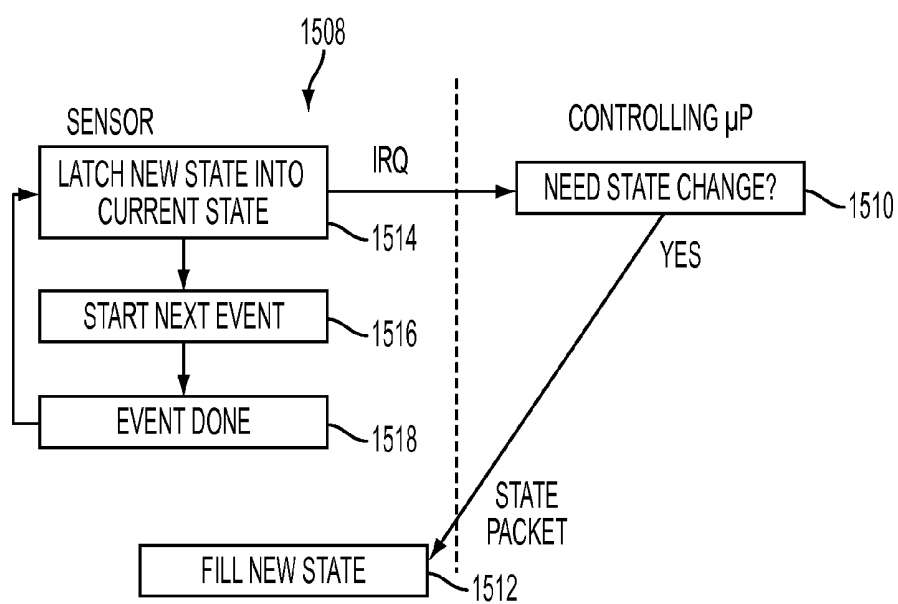 1508
SENSOR
CONTROLLING µP
LATCH NEW STATE INTO
CURRENT STATE
IRQ
NEED STATE CHANGE?
1510
1514
YES
START NEXT EVENT
1516
EVENT DONE
1518
STATE
PACKET
FILL NEW STATE
1512